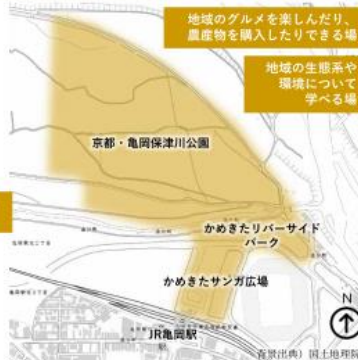 地域のグルメを楽しんだり、
農産物を購入したりできる場
地域の生態系や
環境について
学べる場
京都・亀岡保津川公園
かめきたリバーサイド
パーク
かめきたサンガ広場
JR亀岡駅
N
背景出典）国土地理院